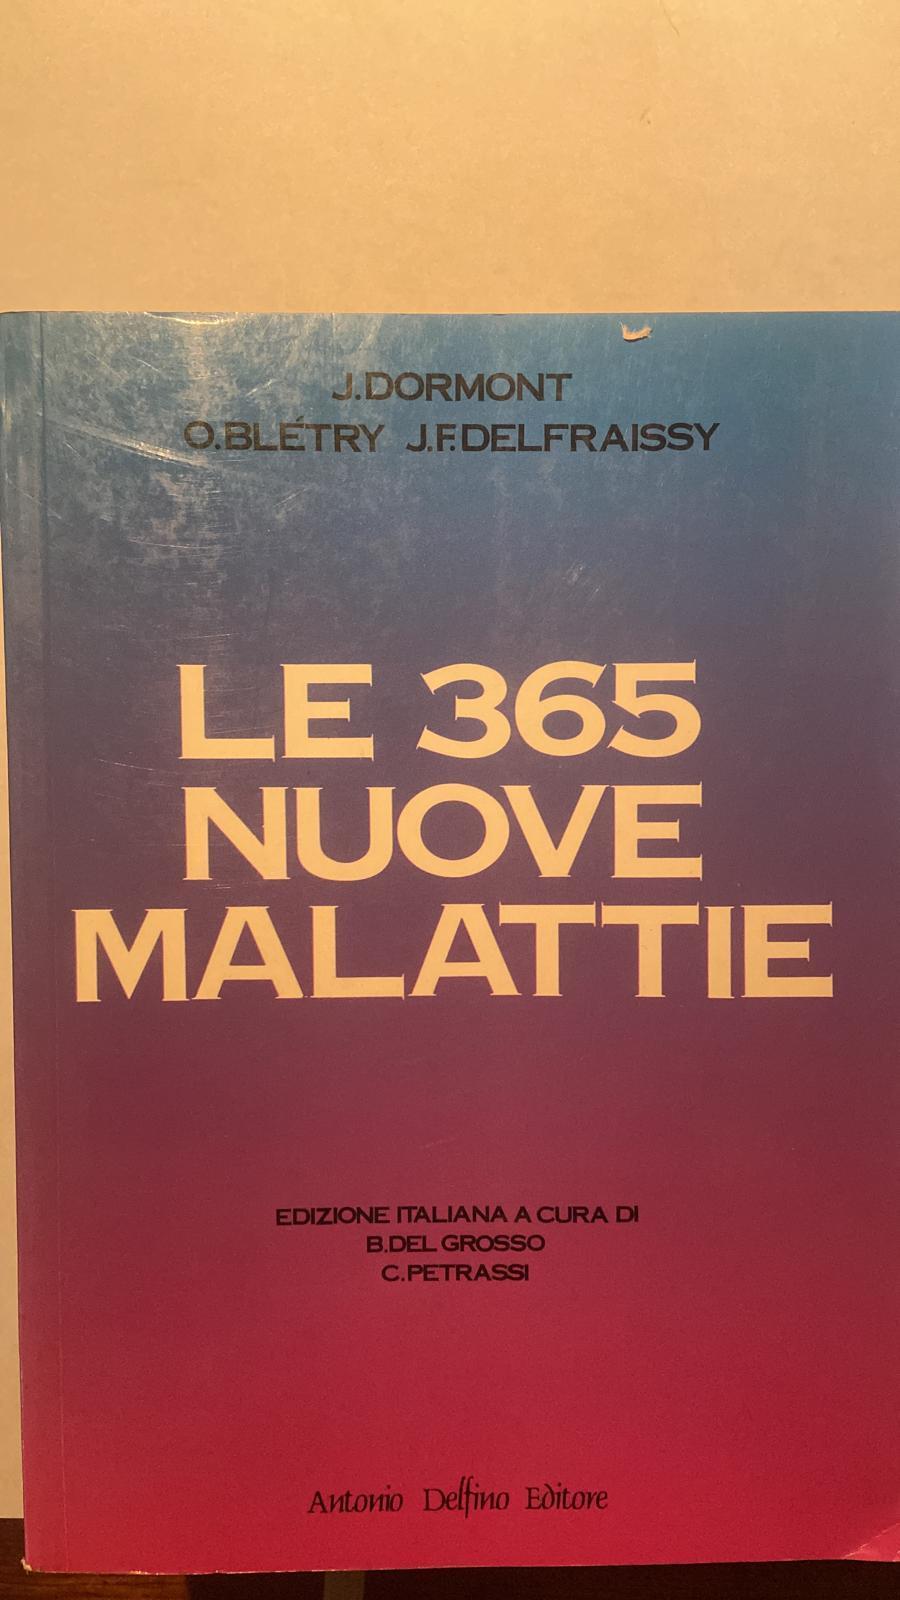 J.DORMONT
O.BLÉTRY J.F.DELFRAISSY
LE 365
NUOVE
MALATTIE
EDIZIONE ITALIANA A CURA DI
B.DEL GROSSO
C.PETRASSI
Antonio Delfino Editore